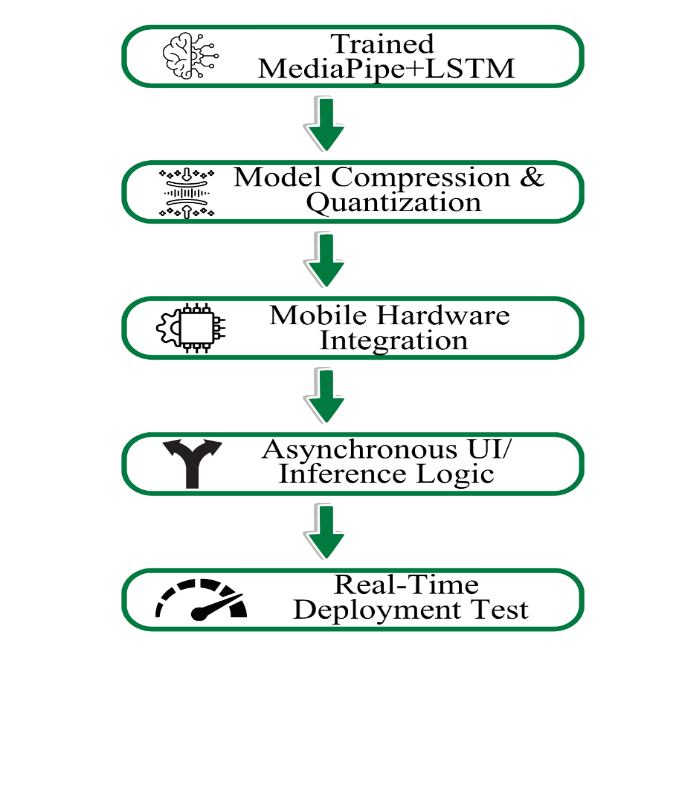 Trained
MediaPipe+LSTM
Model Compression &
Quantization
Mobile Hardware
Integration
Asynchronous UI/
Inference Logic
Real-Time
Deployment Test